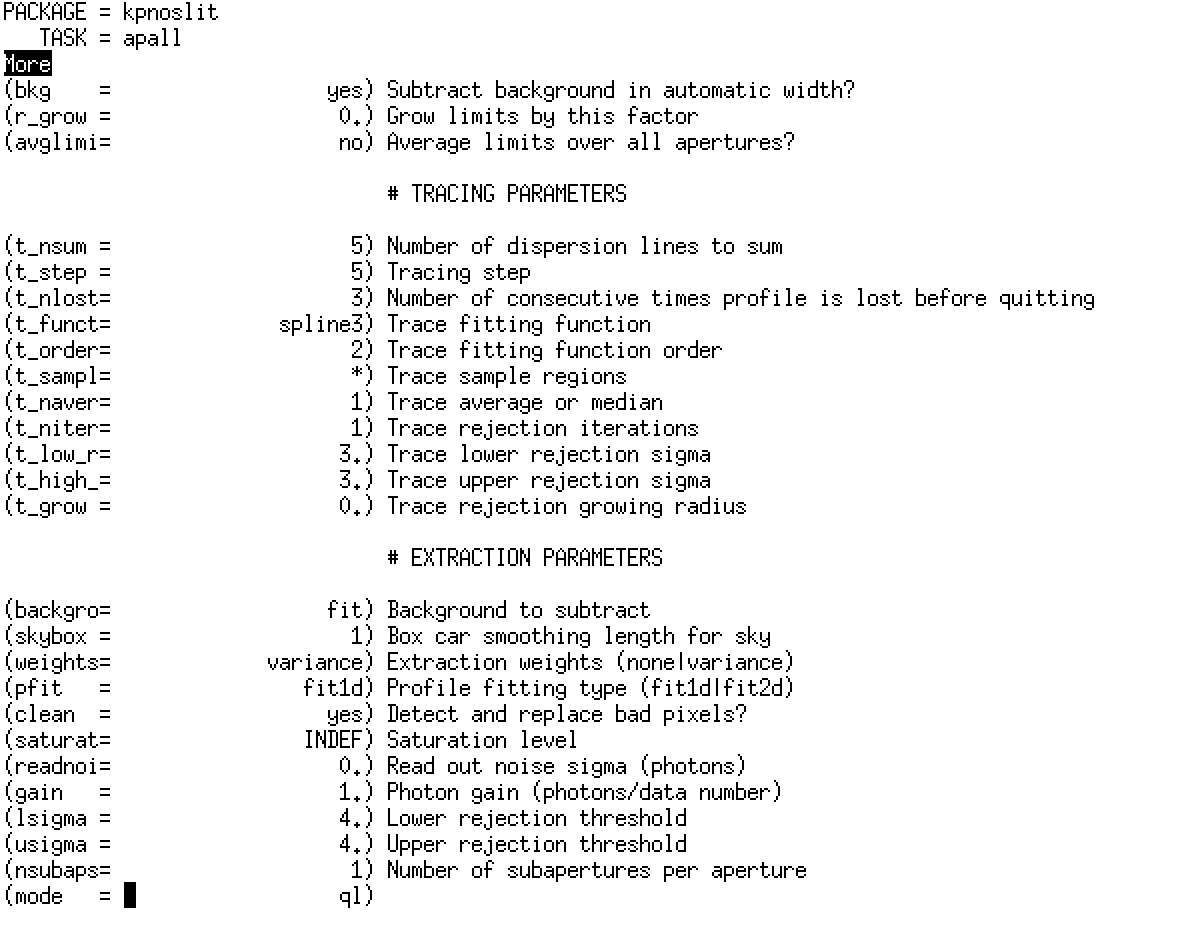 PACKAGE = kpnoslit
   TASK = apall
More
(bkg    =                  yes) Subtract background in automatic width?
(r_grow =                   0.) Grow limits by this factor
(avglimi=                   no) Average limits over all apertures?
                                # TRACING PARAMETERS
(t_nsum =                    5) Number of dispersion lines to sum
(t_step =                    5) Tracing step
(t_nlost=                    3) Number of consecutive times profile is lost before quitting
(t_funct=              spline3) Trace fitting function
(t_order=                    2) Trace fitting function order
(t_sampl=                    *) Trace sample regions
(t_naver=                    1) Trace average or median
(t_niter=                    1) Trace rejection iterations
(t_low_r=                   3.) Trace lower rejection sigma
(t_high_=                   3.) Trace upper rejection sigma
(t_grow =                   0.) Trace rejection growing radius
                                # EXTRACTION PARAMETERS
(backgro=                  fit) Background to subtract
(skybox =                    1) Box car smoothing length for sky
(weights=             variance) Extraction weights (none|variance)
(pfit   =                fit1d) Profile fitting type (fit1d|fit2d)
(clean  =                  yes) Detect and replace bad pixels?
(saturat=                INDEF) Saturation level
(readnoi=                   0.) Read out noise sigma (photons)
(gain   =                   1.) Photon gain (photons/data number)
(lsigma =                   4.) Lower rejection threshold
(usigma =                   4.) Upper rejection threshold
(nsubaps=                    1) Number of subapertures per aperture
(mode   =                   ql)